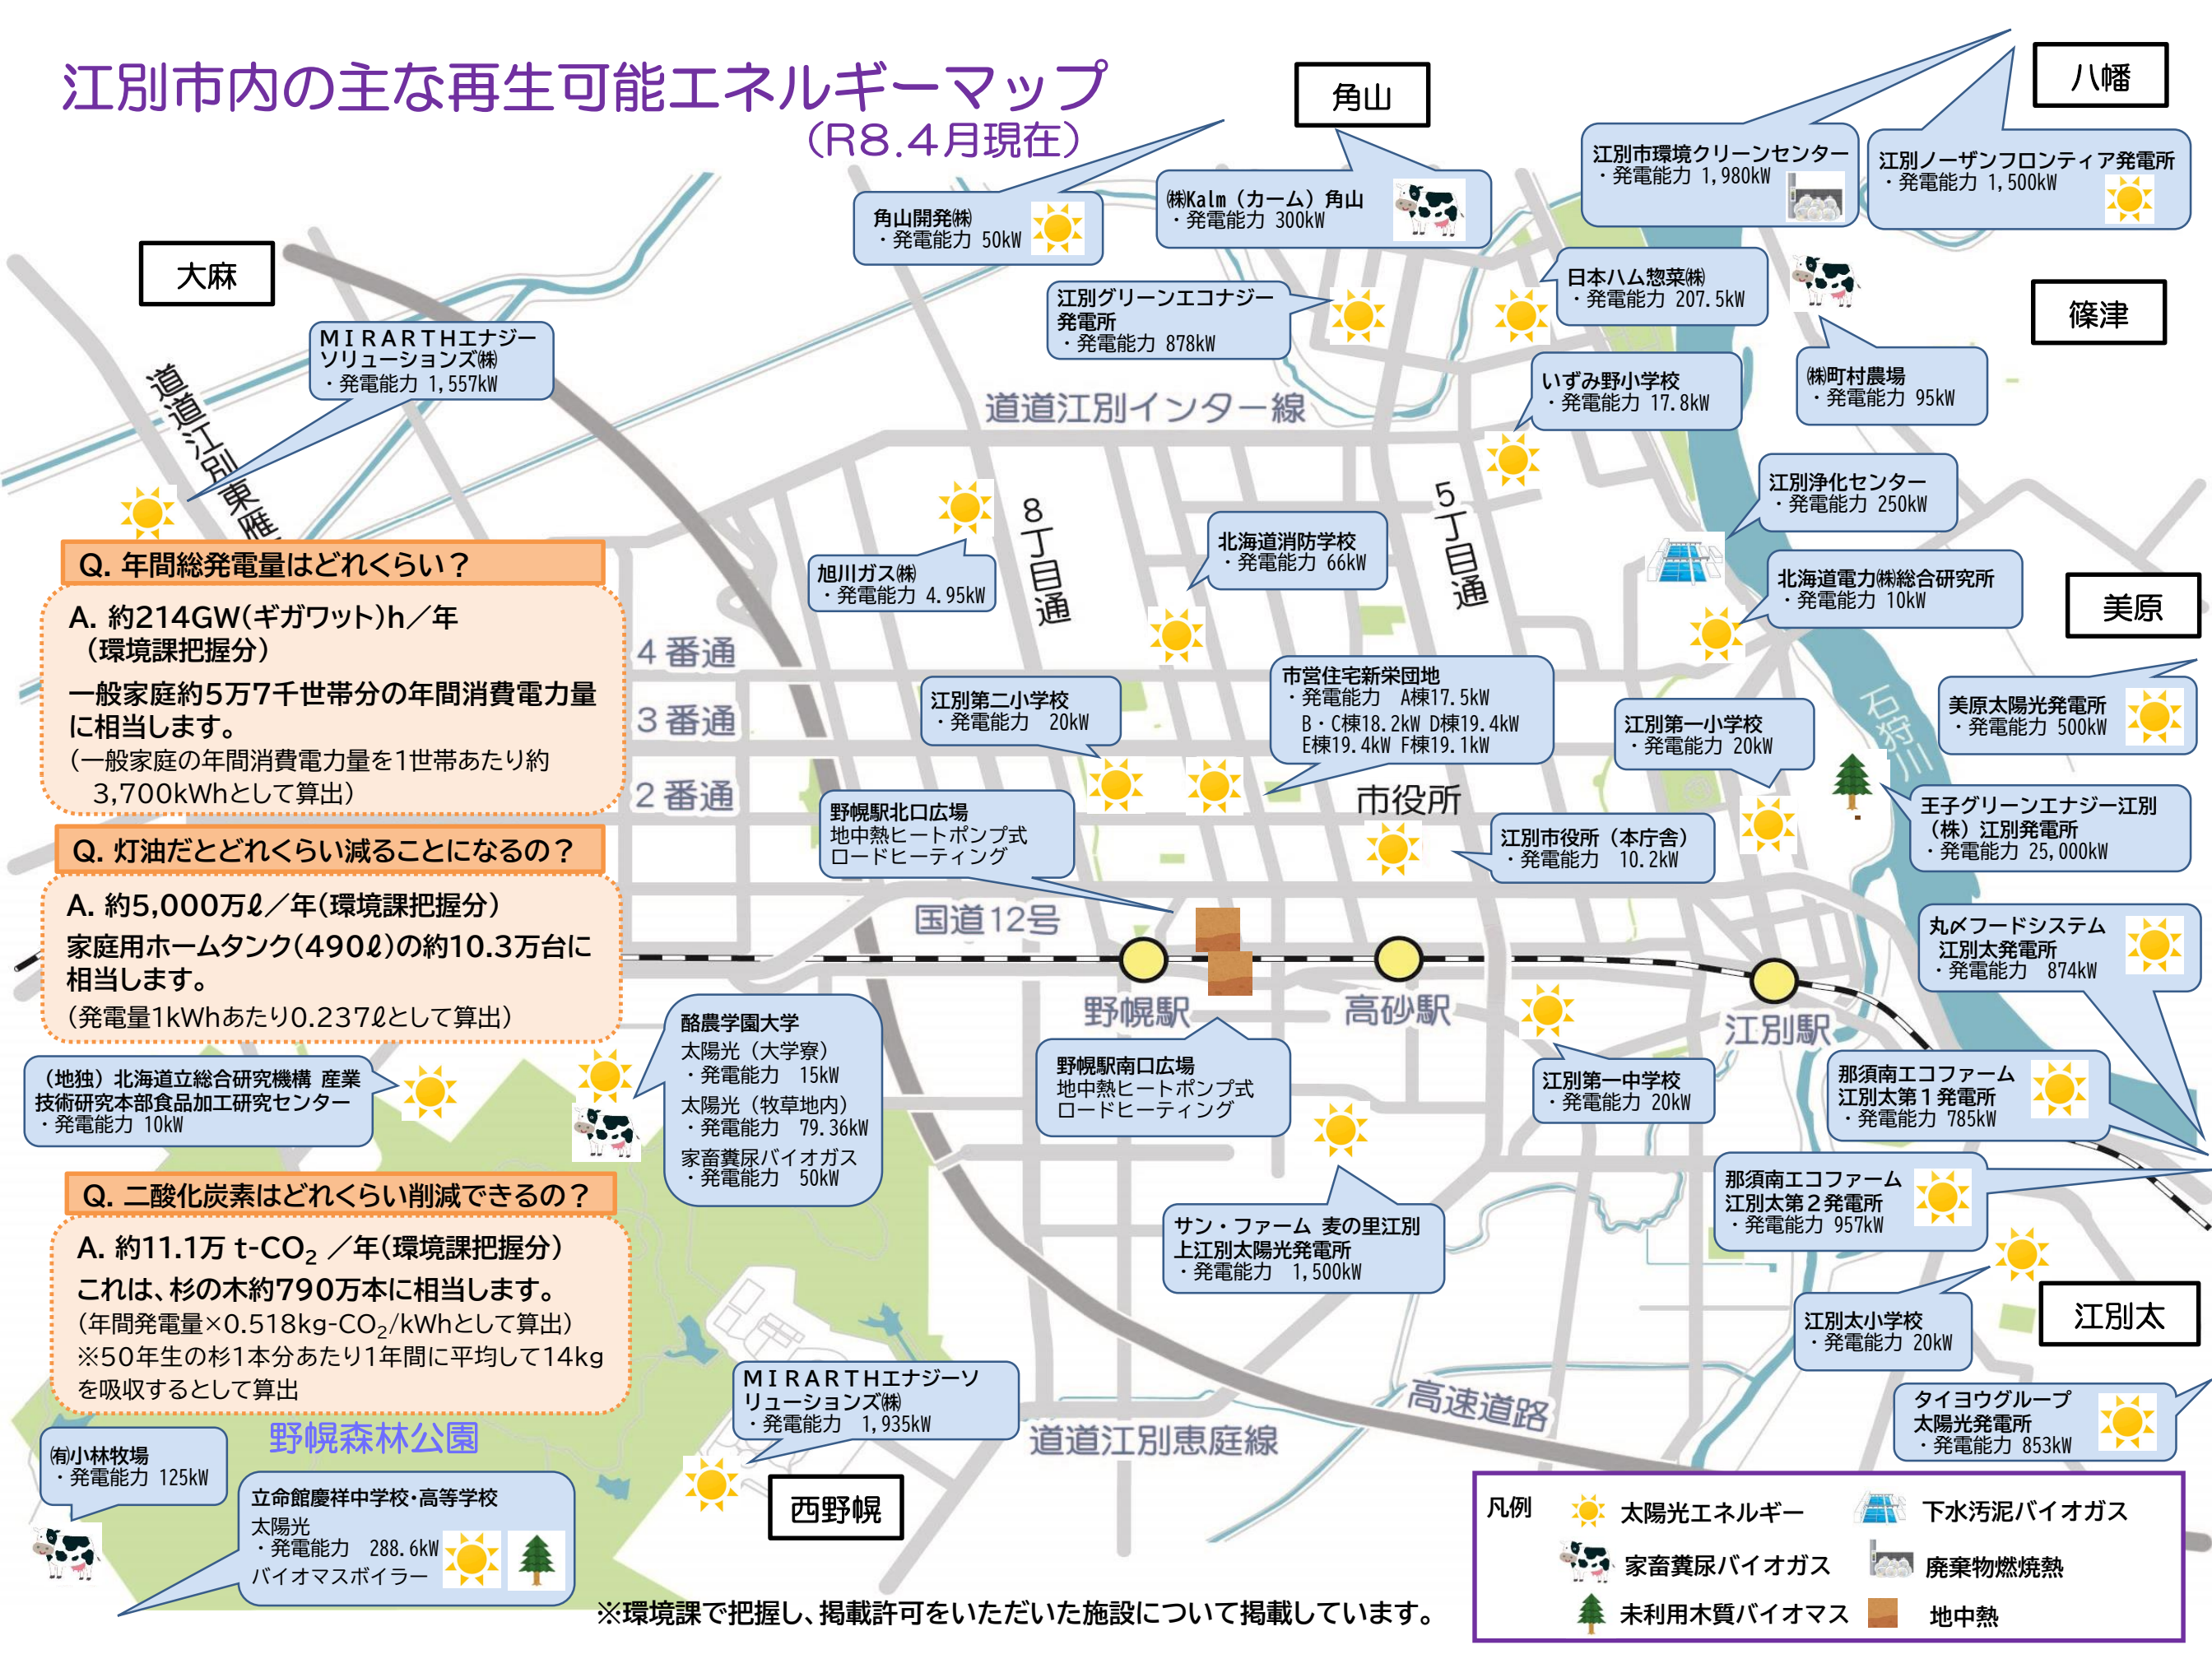 江別市内の主な再生可能エネルギーマップ
（R8.4月現在）
角山
八幡
大麻
篠津
美原
江別太
西野幌
角山開発㈱
・発電能力 50kW
㈱Kalm（カーム）角山
・発電能力 300kW
江別市環境クリーンセンター
・発電能力 1,980kW
江別ノーザンフロンティア発電所
・発電能力 1,500kW
ＭＩＲＡＲＴＨエナジー
ソリューションズ㈱
・発電能力 1,557kW
江別グリーンエコナジー
発電所
・発電能力 878kW
日本ハム惣菜㈱
・発電能力 207.5kW
いずみ野小学校
・発電能力 17.8kW
㈱町村農場
・発電能力 95kW
道道江別東雁
道道江別インター線
8丁目通
5丁目通
江別浄化センター
・発電能力 250kW
旭川ガス㈱
・発電能力 4.95kW
北海道消防学校
・発電能力 66kW
北海道電力㈱総合研究所
・発電能力 10kW
Q. 年間総発電量はどれくらい？
A. 約214GW（ギガワット）h／年
（環境課把握分）
一般家庭約5万7千世帯分の年間消費電力量
に相当します。
（一般家庭の年間消費電力量を1世帯あたり約
3,700kWhとして算出）
4番通
3番通
2番通
江別第二小学校
・発電能力　20kW
市営住宅新栄団地
・発電能力　A棟17.5kW
B・C棟18.2kW D棟19.4kW
E棟19.4kW F棟19.1kW
江別第一小学校
・発電能力 20kW
石狩川
美原太陽光発電所
・発電能力 500kW
市役所
野幌駅北口広場
地中熱ヒートポンプ式
ロードヒーティング
江別市役所（本庁舎）
・発電能力　10.2kW
王子グリーンエナジー江別
（株）江別発電所
・発電能力 25,000kW
Q. 灯油だとどれくらい減ることになるの？
A. 約5,000万ℓ／年（環境課把握分）
家庭用ホームタンク（490ℓ）の約10.3万台に
相当します。
（発電量1kWhあたり0.237ℓとして算出）
国道12号
野幌駅
高砂駅
江別駅
丸〆フードシステム
江別太発電所
・発電能力　874kW
（地独）北海道立総合研究機構 産業
技術研究本部食品加工研究センター
・発電能力 10kW
酪農学園大学
太陽光（大学寮）
・発電能力　15kW
太陽光（牧草地内）
・発電能力　79.36kW
家畜糞尿バイオガス
・発電能力　50kW
野幌駅南口広場
地中熱ヒートポンプ式
ロードヒーティング
江別第一中学校
・発電能力 20kW
那須南エコファーム
江別太第１発電所
・発電能力 785kW
那須南エコファーム
江別太第２発電所
・発電能力 957kW
Q. 二酸化炭素はどれくらい削減できるの？
A. 約11.1万 t-CO₂ ／年（環境課把握分）
これは、杉の木約790万本に相当します。
（年間発電量×0.518kg-CO₂/kWhとして算出）
※50年生の杉1本分あたり1年間に平均して14kg
を吸収するとして算出
サン・ファーム 麦の里江別
上江別太陽光発電所
・発電能力　1,500kW
江別太小学校
・発電能力 20kW
ＭＩＲＡＲＴＨエナジーソ
リューションズ㈱
・発電能力　1,935kW
道道江別恵庭線
高速道路
タイヨウグループ
太陽光発電所
・発電能力 853kW
野幌森林公園
㈲小林牧場
・発電能力 125kW
立命館慶祥中学校・高等学校
太陽光
・発電能力　288.6kW
バイオマスボイラー
凡例
太陽光エネルギー
下水汚泥バイオガス
家畜糞尿バイオガス
廃棄物燃焼熱
未利用木質バイオマス
地中熱
※環境課で把握し、掲載許可をいただいた施設について掲載しています。